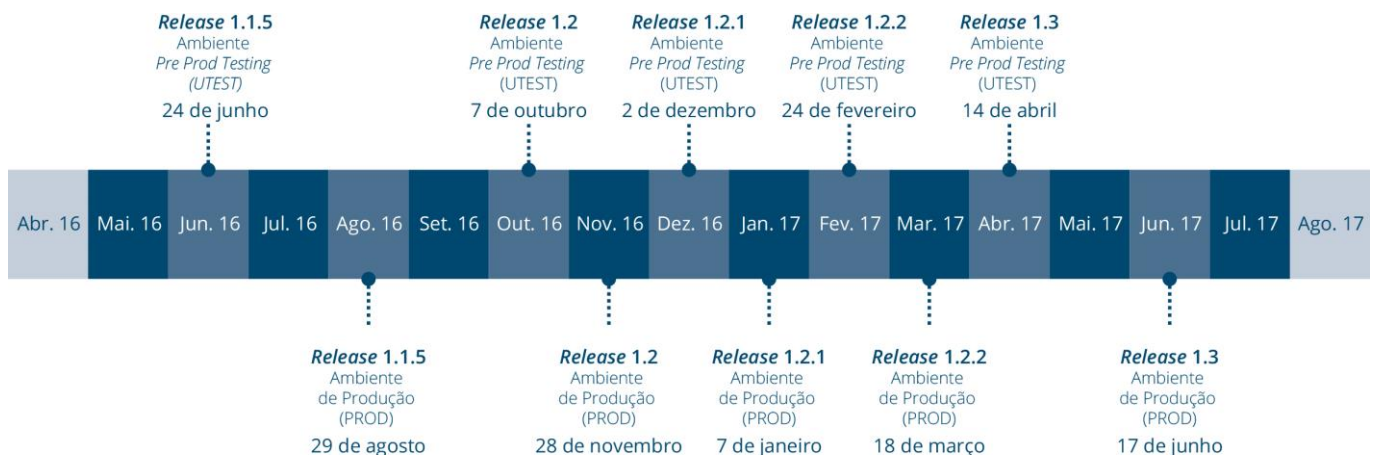 Release 1.1.5
Ambiente
Pre Prod Testing
(UTEST)
24 de junho
Release 1.2
Ambiente
Pre Prod Testing
(UTEST)
7 de outubro
Release 1.2.1
Ambiente
Pre Prod Testing
(UTEST)
2 de dezembro
Release 1.2.2
Ambiente
Pre Prod Testing
(UTEST)
24 de fevereiro
Release 1.3
Ambiente
Pre Prod Testing
(UTEST)
14 de abril
Abr. 16 Mai. 16 Jun. 16 Jul. 16 Ago. 16 Set. 16 Out. 16 Nov. 16 Dez. 16 Jan. 17 Fev. 17 Mar. 17 Abr. 17 Mai. 17 Jun. 17 Jul. 17 Ago. 17
Release 1.1.5
Ambiente
de Produção
(PROD)
29 de agosto
Release 1.2
Ambiente
de Produção
(PROD)
28 de novembro
Release 1.2.1
Ambiente
de Produção
(PROD)
7 de janeiro
Release 1.2.2
Ambiente
de Produção
(PROD)
18 de março
Release 1.3
Ambiente
de Produção
(PROD)
17 de junho